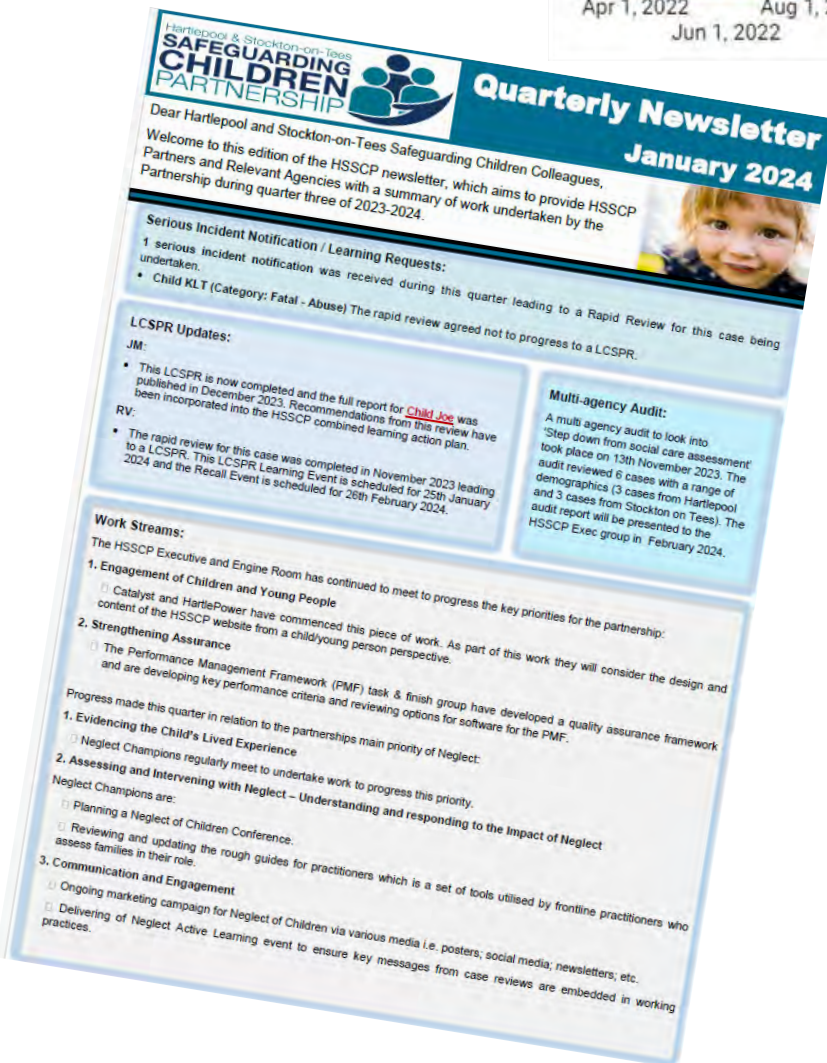 Apr 1, 2022 Aug 1,
Jun 1, 2022
Hartlepool & Stockton-on-Tees
SAFEGUARDING
CHILDREN
PARTNERSHIP
Quarterly Newsletter
January 2024
Dear Hartlepool and Stockton-on-Tees Safeguarding Children Colleagues,
Welcome to this edition of the HSSCP newsletter, which aims to provide HSSCP
Partners and Relevant Agencies with a summary of work undertaken by the
Partnership during quarter three of 2023-2024.
Serious Incident Notification / Learning Requests:
1 serious incident notification was received during this quarter leading to a Rapid Review for this case being
undertaken.
• Child KLT (Category: Fatal - Abuse) The rapid review agreed not to progress to a LCSPR.
LCSPR Updates:
JM:
• This LCSPR is now completed and the full report for Child Joe was
published in December 2023. Recommendations from this review have
been incorporated into the HSSCP combined learning action plan.
RV:
• The rapid review for this case was completed in November 2023 leading
to a LCSPR. This LCSPR Learning Event is scheduled for 25th January
2024 and the Recall Event is scheduled for 26th February 2024.
Multi-agency Audit:
A multi agency audit to look into
'Step down from social care assessment'
took place on 13th November 2023. The
audit reviewed 6 cases with a range of
demographics (3 cases from Hartlepool
and 3 cases from Stockton on Tees). The
audit report will be presented to the
HSSCP Exec group in February 2024.
Work Streams:
The HSSCP Executive and Engine Room has continued to meet to progress the key priorities for the partnership:
1. Engagement of Children and Young People
Catalyst and HartlePower have commenced this piece of work. As part of this work they will consider the design and
content of the HSSCP website from a child/young person perspective.
2. Strengthening Assurance
The Performance Management Framework (PMF) task & finish group have developed a quality assurance framework
and are developing key performance criteria and reviewing options for software for the PMF.
Progress made this quarter in relation to the partnerships main priority of Neglect:
1. Evidencing the Child's Lived Experience
Neglect Champions regularly meet to undertake work to progress this priority.
2. Assessing and Intervening with Neglect – Understanding and responding to the Impact of Neglect
Neglect Champions are:
Planning a Neglect of Children Conference.
Reviewing and updating the rough guides for practitioners which is a set of tools utilised by frontline practitioners who
assess families in their role.
3. Communication and Engagement
Ongoing marketing campaign for Neglect of Children via various media i.e. posters; social media; newsletters; etc.
Delivering of Neglect Active Learning event to ensure key messages from case reviews are embedded in working
practices.